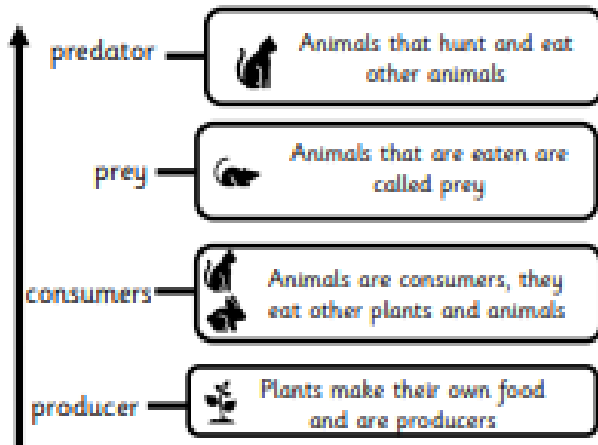 predator
Animals that hunt and eat
other animals
prey
Animals that are eaten are
called prey
consumers
Animals are consumers, they
eat other plants and animals
producer
Plants make their own food
and are producers